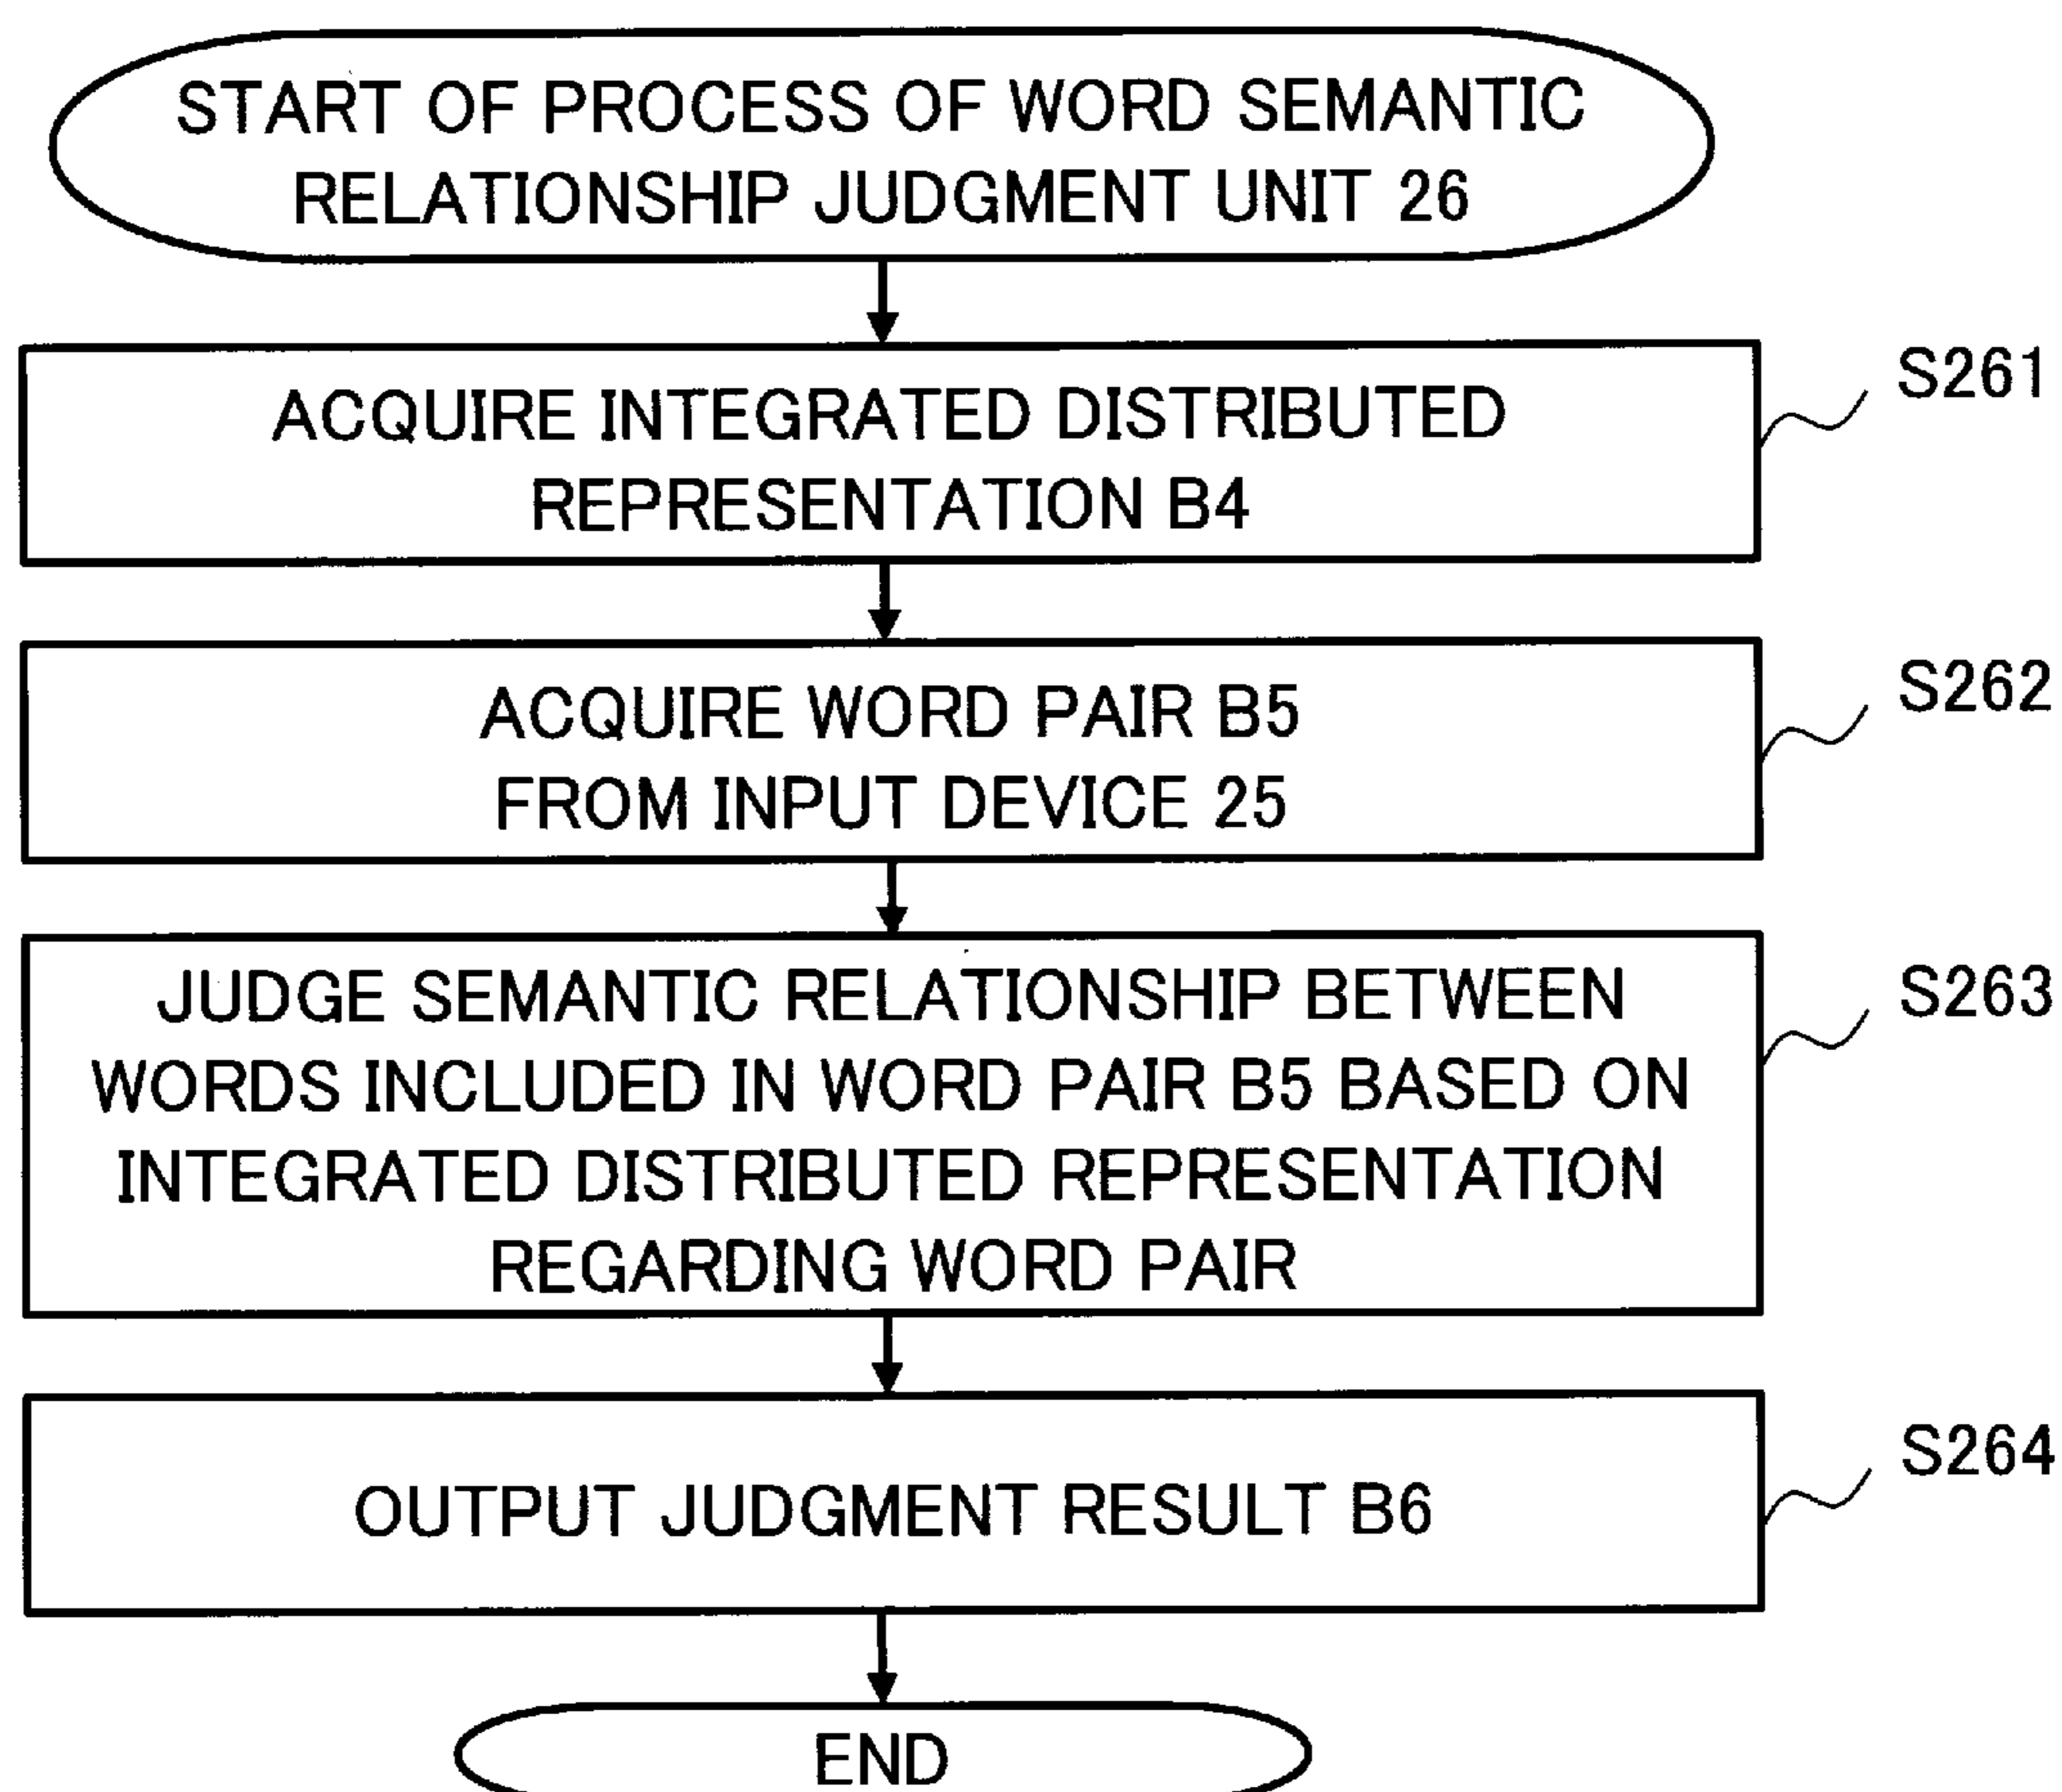 START OF PROCESS OF WORD SEMANTIC
RELATIONSHIP JUDGMENT UNIT 26
ACQUIRE INTEGRATED DISTRIBUTED
REPRESENTATION B4
S261
ACQUIRE WORD PAIR B5
FROM INPUT DEVICE 25
S262
JUDGE SEMANTIC RELATIONSHIP BETWEEN
WORDS INCLUDED IN WORD PAIR B5 BASED ON
INTEGRATED DISTRIBUTED REPRESENTATION
REGARDING WORD PAIR
S263
OUTPUT JUDGMENT RESULT B6
S264
END